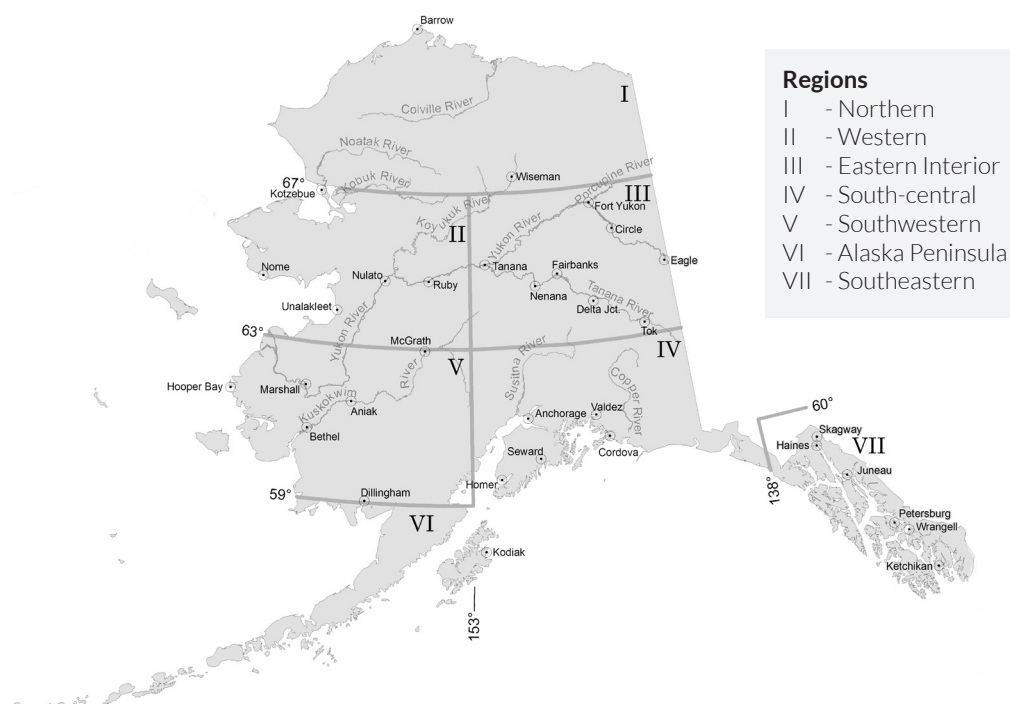 Barrow
Regions
I - Northern
II - Western
III - Eastern Interior
IV - South-central
V - Southwestern
VI - Alaska Peninsula
VII - Southeastern
I
Colville River
Noatak River
Kobuk River
67°
Kotzebue
Wiseman
Porcupine River
III
Fort Yukon
Koyukuk River
II
Yukon River
Circle
Nome
Nulato
Ruby
Tanana
Fairbanks
Eagle
Nenana
Tanana River
Delta Jct.
Unalakleet
Yukon River
Tok
63°
McGrath
V
IV
River
Susitna River
Copper River
Hooper Bay
Marshall
Kuskokwim
Aniak
Bethel
Anchorage
Valdez
Cordova
Seward
Homer
60°
Skagway
Haines
VII
Juneau
138°
59°
Dillingham
VI
Petersburg
Wrangell
Kodiak
Ketchikan
153°